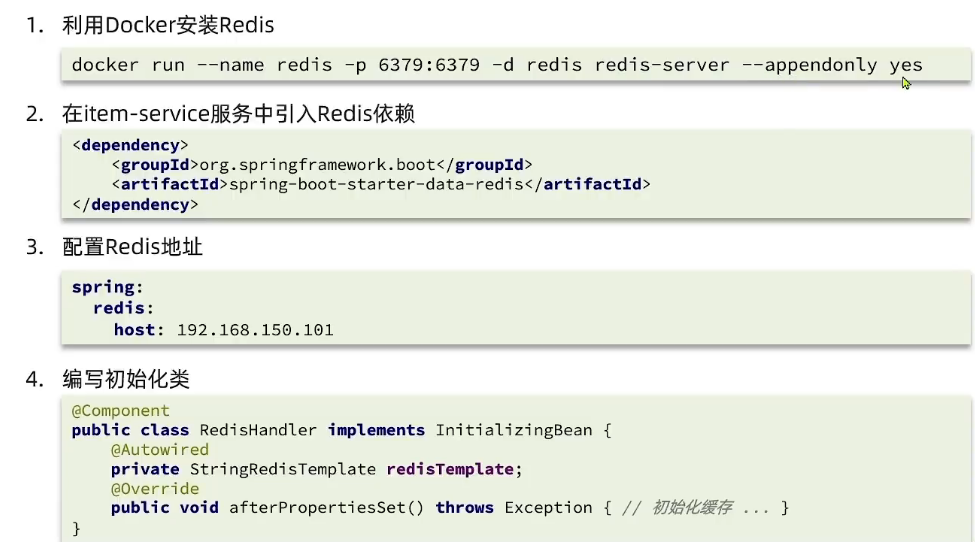 1. 利用Docker安装Redis
docker run --name redis -p 6379:6379 -d redis redis-server --appendonly yes
2. 在item-service服务中引入Redis依赖
<dependency>
    <groupId>org.springframework.boot</groupId>
    <artifactId>spring-boot-starter-data-redis</artifactId>
</dependency>
3. 配置Redis地址
spring:
  redis:
    host: 192.168.150.101
4. 编写初始化类
@Component
public class RedisHandler implements InitializingBean {
    @Autowired
    private StringRedisTemplate redisTemplate;
    @Override
    public void afterPropertiesSet() throws Exception { // 初始化缓存 ... }
}